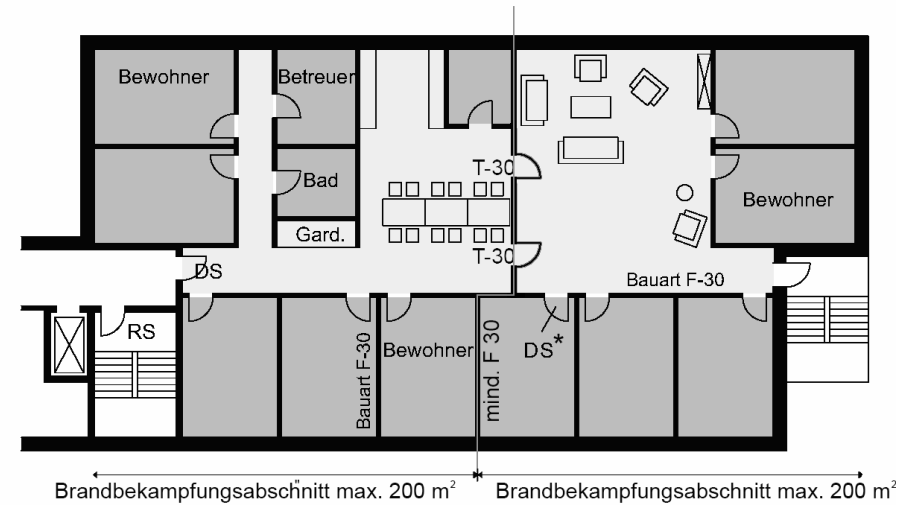 Bewohner
Betreuer
Bad
Gard.
T-30
T-30
Bewohner
Bauart F-30
DS
RS
Bauart F-30
Bewohner
mind. F 30
DS*
Brandbekampfungsabschnitt max. 200 m²
Brandbekampfungsabschnitt max. 200 m²